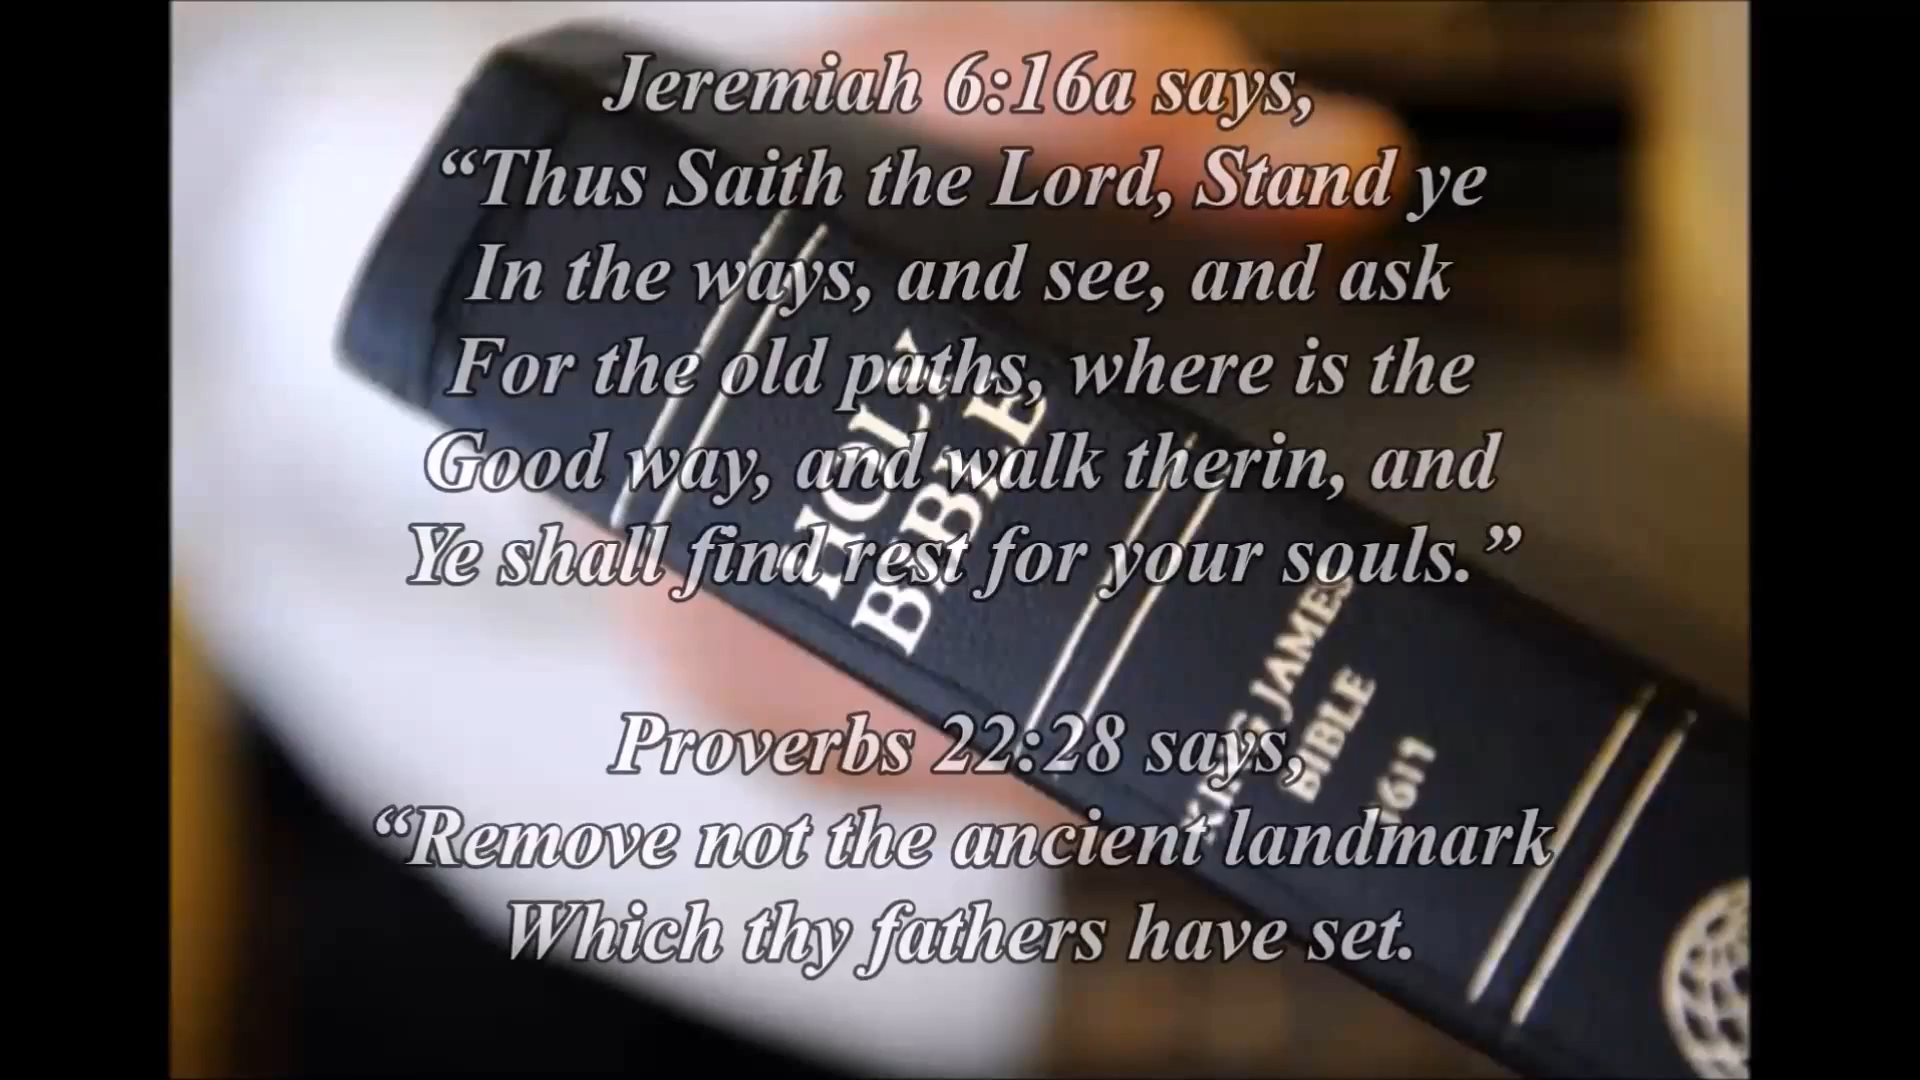 Jeremiah 6:16a says,
“Thus Saith the Lord, Stand ye
In the ways, and see, and ask
For the old paths, where is the
Good way, and walk therin, and
Ye shall find rest for your souls.”
Proverbs 22:28 says,
“Remove not the ancient landmark
Which thy fathers have set.
HOLY
BIBLE
KING JAMES
BIBLE
1611